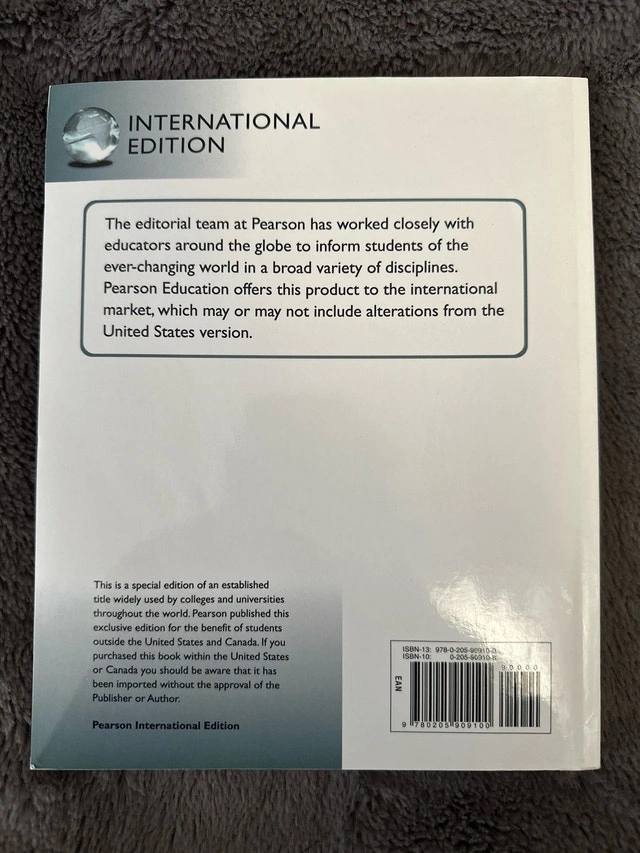 INTERNATIONAL
EDITION
The editorial team at Pearson has worked closely with
educators around the globe to inform students of the
ever-changing world in a broad variety of disciplines.
Pearson Education offers this product to the international
market, which may or may not include alterations from the
United States version.
This is a special edition of an established
title widely used by colleges and universities
throughout the world. Pearson published this
exclusive edition for the benefit of students
outside the United States and Canada. If you
purchased this book within the United States
or Canada you should be aware that it has
been imported without the approval of the
Publisher or Author.
Pearson International Edition
ISBN-13: 978-0-205-90910-0
ISBN-10: 0-205-90910-8
90000
EAN
9 780205 909100